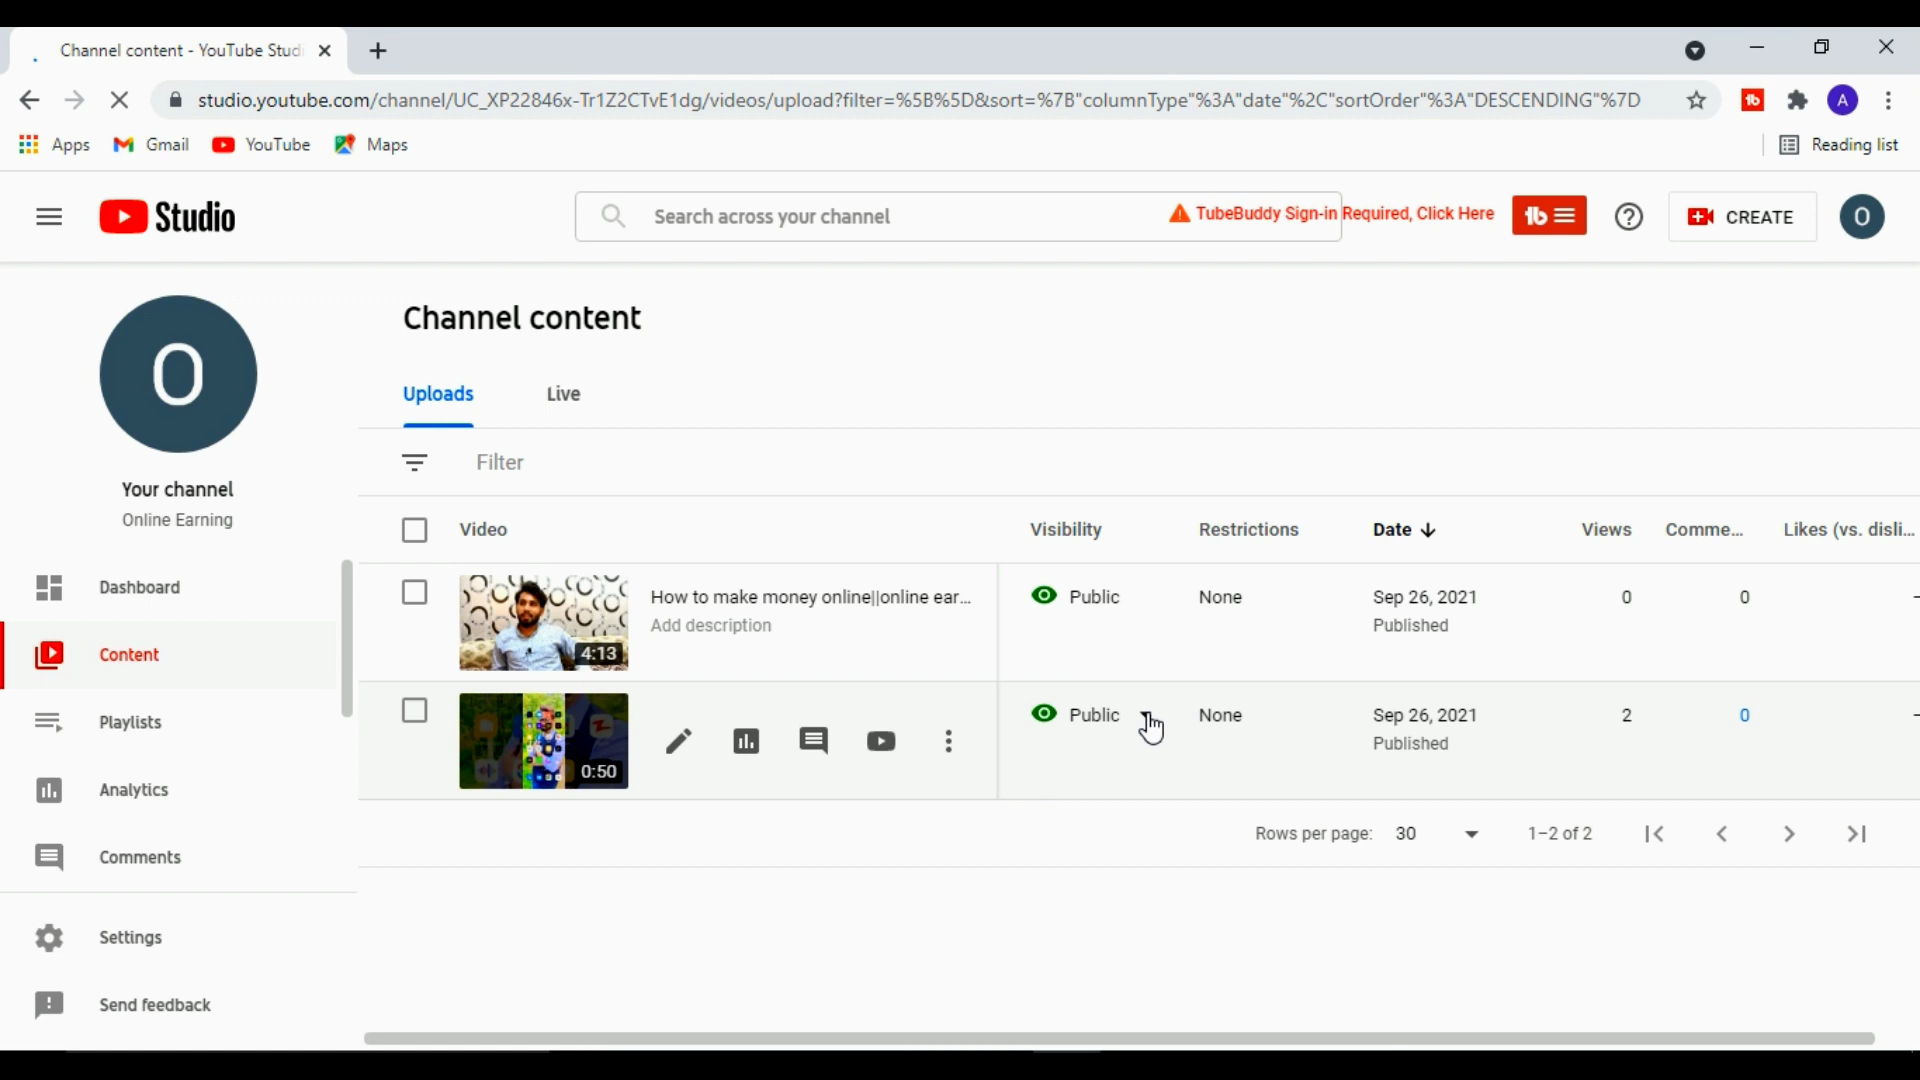 Channel content - YouTube Studi
studio.youtube.com/channel/UC_XP22846x-Tr1Z2CTvE1dg/videos/upload?filter=%5B%5D&sort=%7B"columnType"%3A"date"%2C"sortOrder"%3A"DESCENDING"%7D
A
Apps
Gmail
YouTube
Maps
Reading list
Studio
Search across your channel
TubeBuddy Sign-in Required, Click Here
CREATE
O
O
Your channel
Online Earning
Dashboard
Content
Playlists
Analytics
Comments
Settings
Send feedback
Channel content
Uploads
Live
Filter
Video
Visibility
Restrictions
Date
Views
Comme...
Likes (vs. disli...
4:13
How to make money online||online ear...
Add description
Public
None
Sep 26, 2021
Published
0
0
0:50
Public
None
Sep 26, 2021
Published
2
0
Rows per page: 30
1-2 of 2